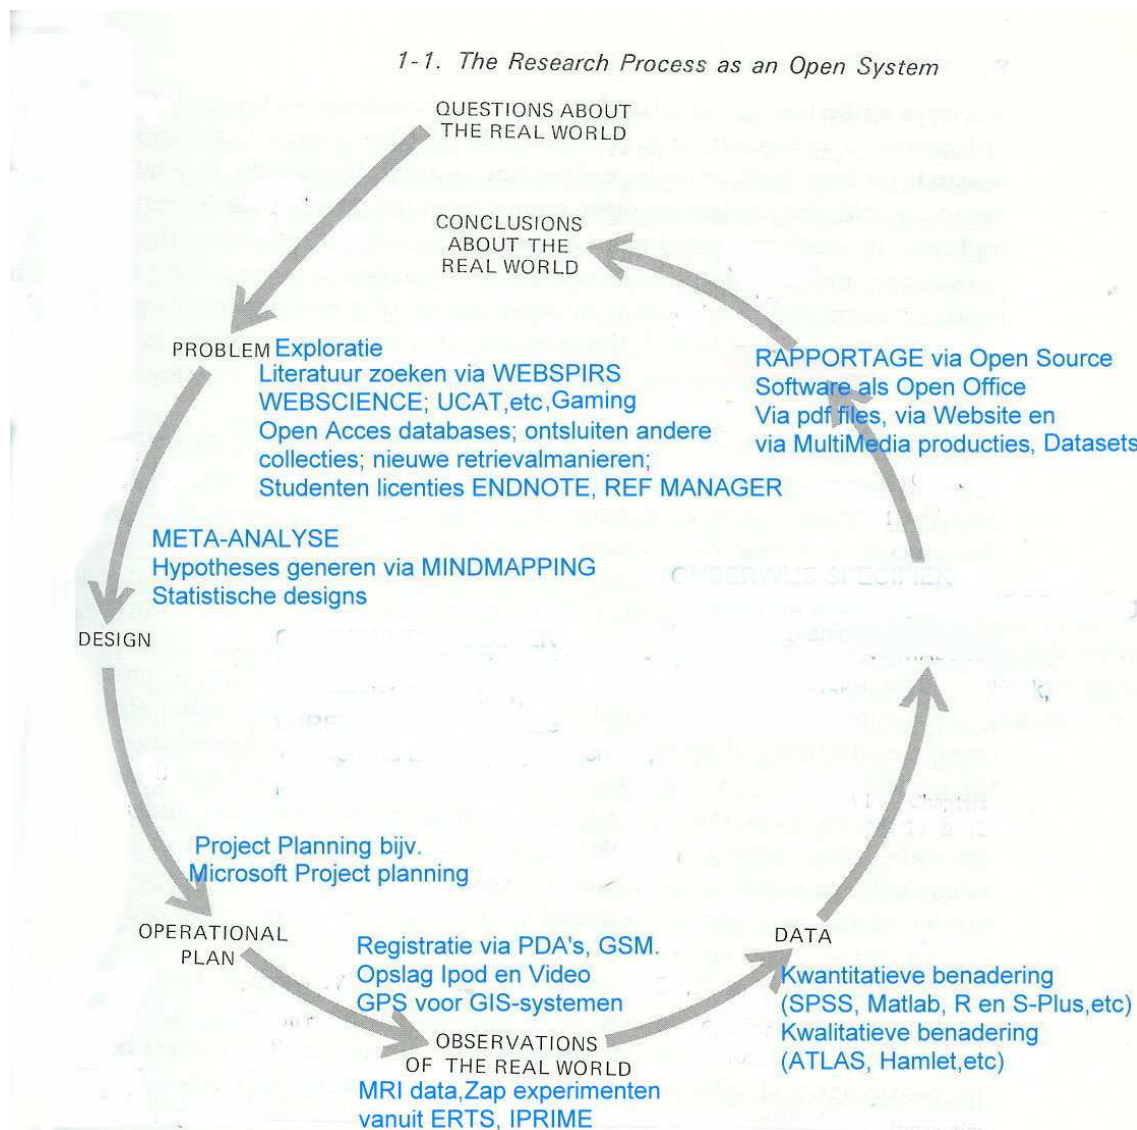 1-1. The Research Process as an Open System
QUESTIONS ABOUT
THE REAL WORLD
CONCLUSIONS
ABOUT THE
REAL WORLD
PROBLEM Exploratie
Literatuur zoeken via WEBSPIRS
WEBSCIENCE; UCAT,etc,Gaming
Open Acces databases; ontsluiten andere
collecties; nieuwe retrievalmanieren;
Studenten licenties ENDNOTE, REF MANAGER
RAPPORTAGE via Open Source
Software als Open Office
Via pdf files, via Website en
via MultiMedia producties, Datasets
META-ANALYSE
Hypotheses generen via MINDMAPPING
Statistische designs
ONDERWIJS SPECIFIEK
DESIGN
Project Planning bijv.
Microsoft Project planning
OPERATIONAL
PLAN
Registratie via PDA's, GSM.
Opslag Ipod en Video
GPS voor GIS-systemen
OBSERVATIONS
OF THE REAL WORLD
MRI data,Zap experimenten
vanuit ERTS, IPRIME
DATA
Kwantitatieve benadering
(SPSS, Matlab, R en S-Plus,etc)
Kwalitatieve benadering
(ATLAS, Hamlet,etc)